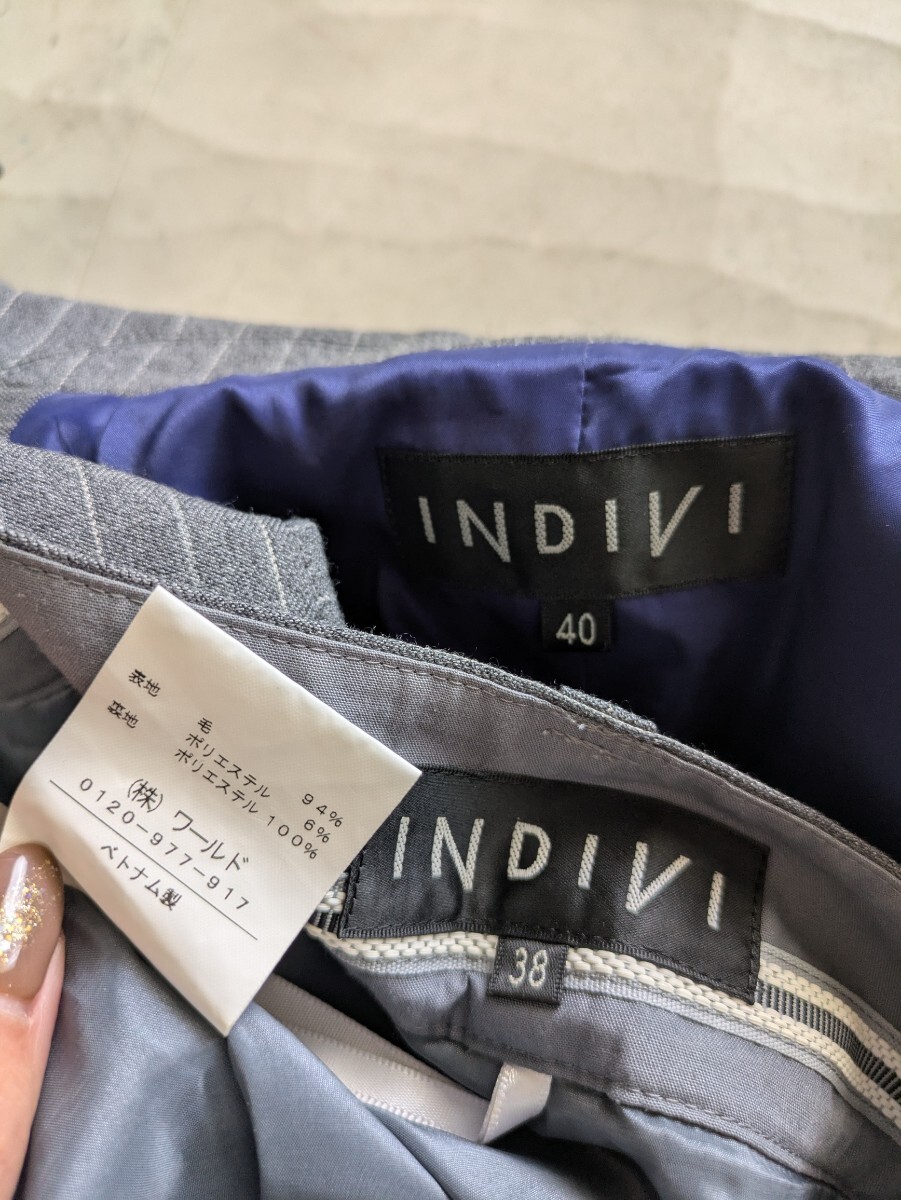 INDIVI
40
表地
毛 94%
ポリエステル 6%
裏地
ポリエステル 100%
(株)ワールド
0120-977-917
ベトナム製
INDIVI
38